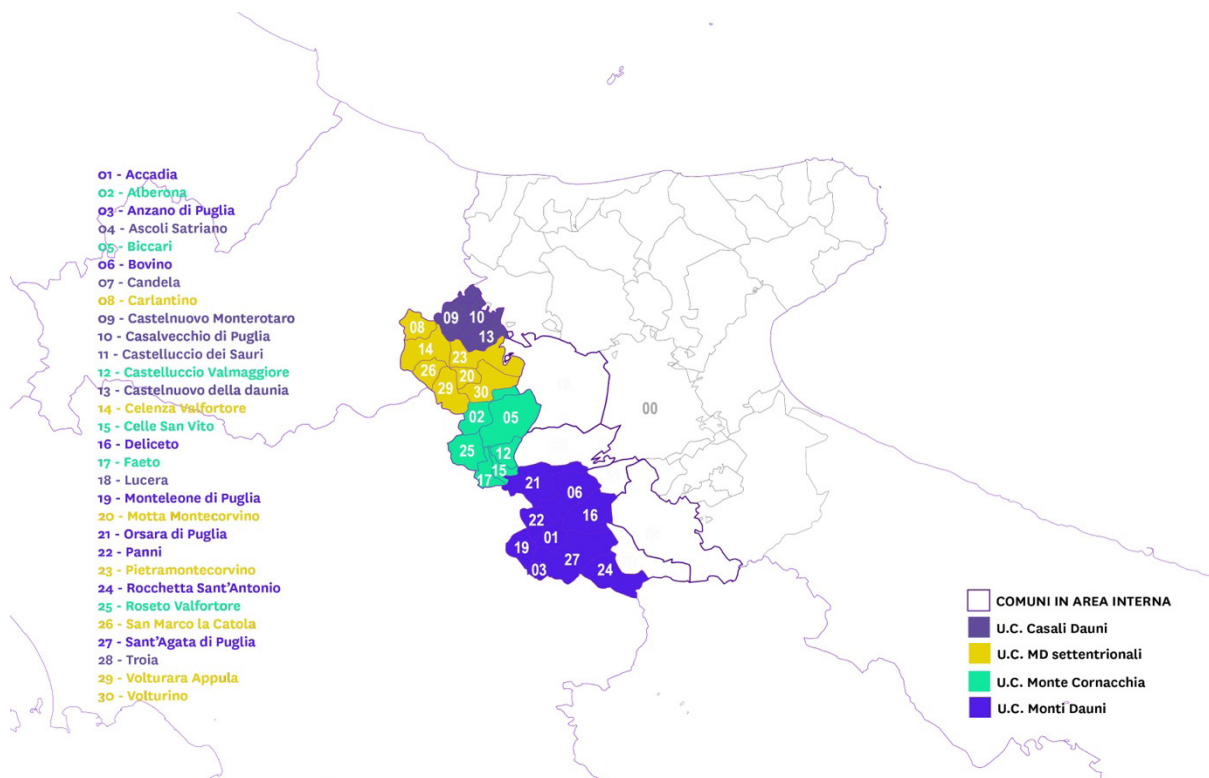 01 - Accadia
02 - Alberona
03 - Anzano di Puglia
04 - Ascoli Satriano
05 - Biccari
06 - Bovino
07 - Candela
08 - Carlantino
09 - Castelnuovo Monterotaro
10 - Casalvecchio di Puglia
11 - Castelluccio dei Sauri
12 - Castelluccio Valmaggiore
13 - Castelnuovo della daunia
14 - Celenza Valfortore
15 - Celle San Vito
16 - Deliceto
17 - Faeto
18 - Lucera
19 - Monteleone di Puglia
20 - Motta Montecorvino
21 - Orsara di Puglia
22 - Panni
23 - Pietramontecorvino
24 - Rocchetta Sant'Antonio
25 - Roseto Valfortore
26 - San Marco la Catola
27 - Sant'Agata di Puglia
28 - Troia
29 - Volturara Appula
30 - Volturino
09
10
08
13
14
23
26
20
29
30
02
05
00
25
12
15
17
21
06
22
16
01
19
27
03
24
COMUNI IN AREA INTERNA
U.C. Casali Dauni
U.C. MD settentrionali
U.C. Monte Cornacchia
U.C. Monti Dauni